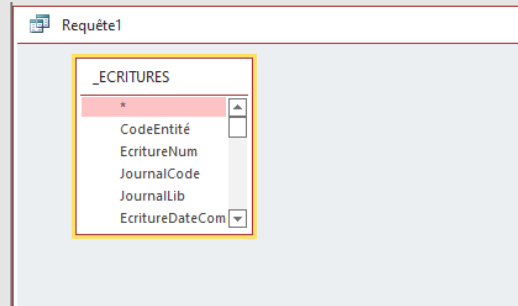 Requête1
_ECRITURES
*
CodeEntité
EcritureNum
JournalCode
JournalLib
EcritureDateCom